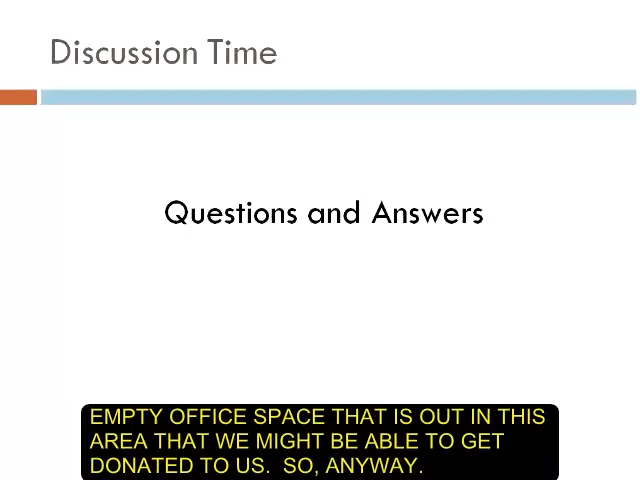 Discussion Time
Questions and Answers
EMPTY OFFICE SPACE THAT IS OUT IN THIS
AREA THAT WE MIGHT BE ABLE TO GET
DONATED TO US.  SO, ANYWAY.